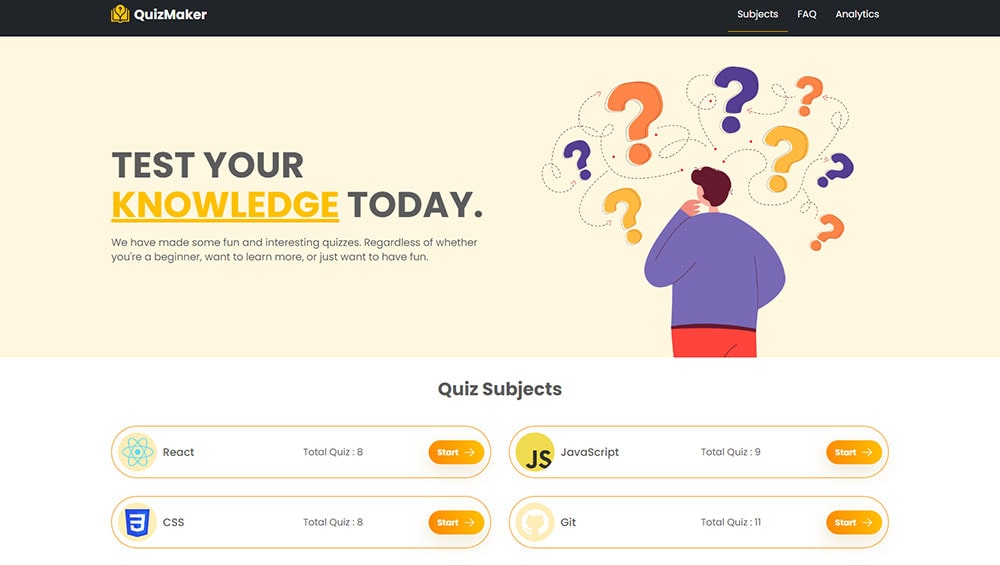 QuizMaker
Subjects FAQ Analytics
TEST YOUR
KNOWLEDGE TODAY.
We have made some fun and interesting quizzes. Regardless of whether
you're a beginner, want to learn more, or just want to have fun.
Quiz Subjects
React Total Quiz : 8 Start
JS JavaScript Total Quiz : 9 Start
CSS Total Quiz : 8 Start
Git Total Quiz : 11 Start